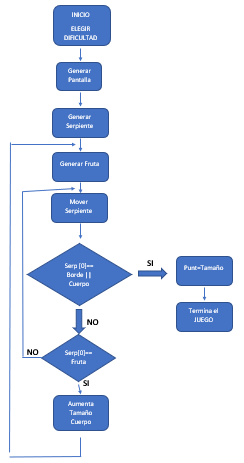 INICIO
ELEGIR
DIFICULTAD
Generar
Pantalla
Generar
Serpiente
Generar Fruta
Mover
Serpiente
Serp [0]==
Borde ||
Cuerpo
SI
Punt=Tamaño
Termina el
JUEGO
NO
Serp[0]==
Fruta
NO
SI
Aumenta
Tamaño
Cuerpo